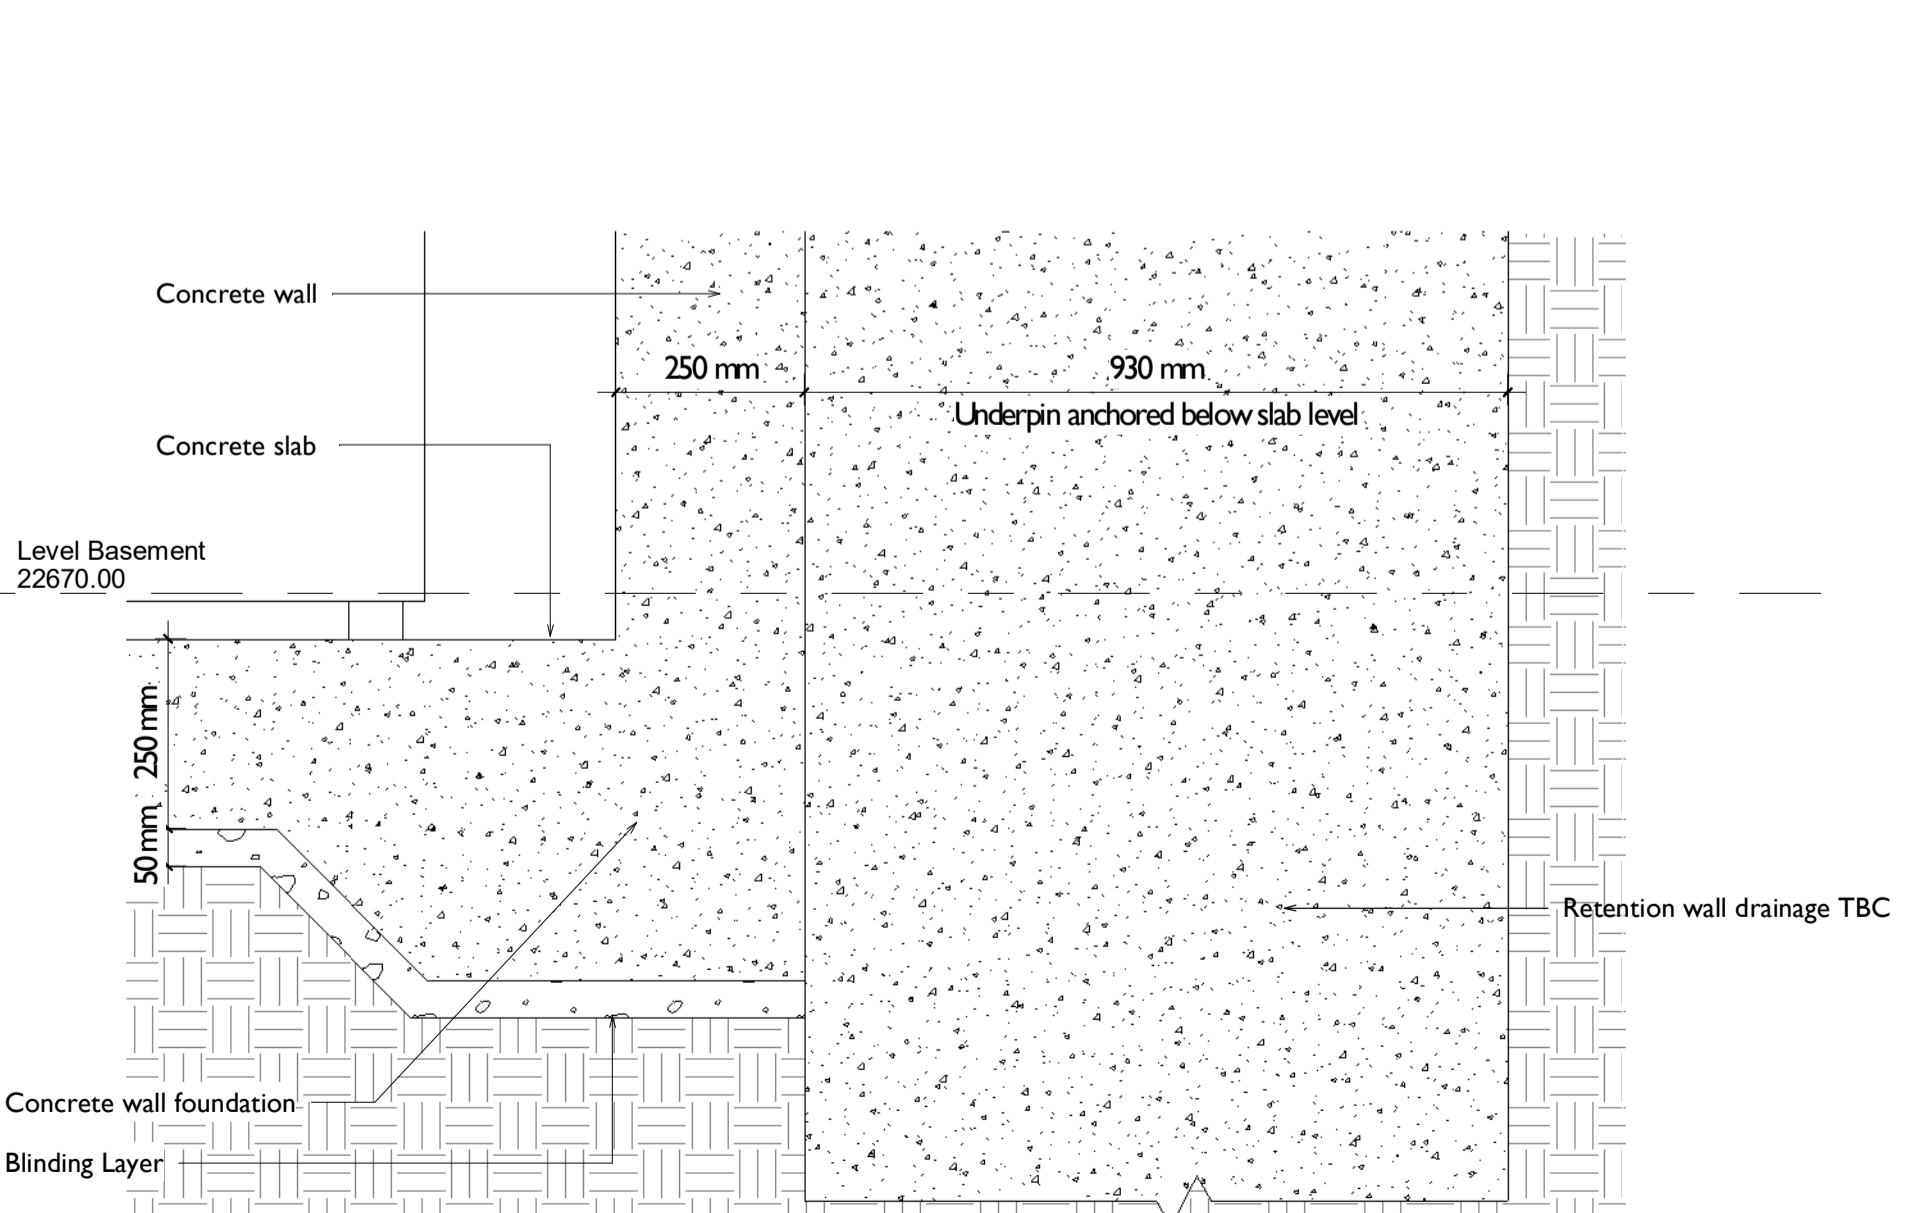 Concrete wall
250 mm
930 mm
Underpin anchored below slab level
Concrete slab
Level Basement
22670.00
250 mm
50 mm
Retention wall drainage TBC
Concrete wall foundation
Blinding Layer